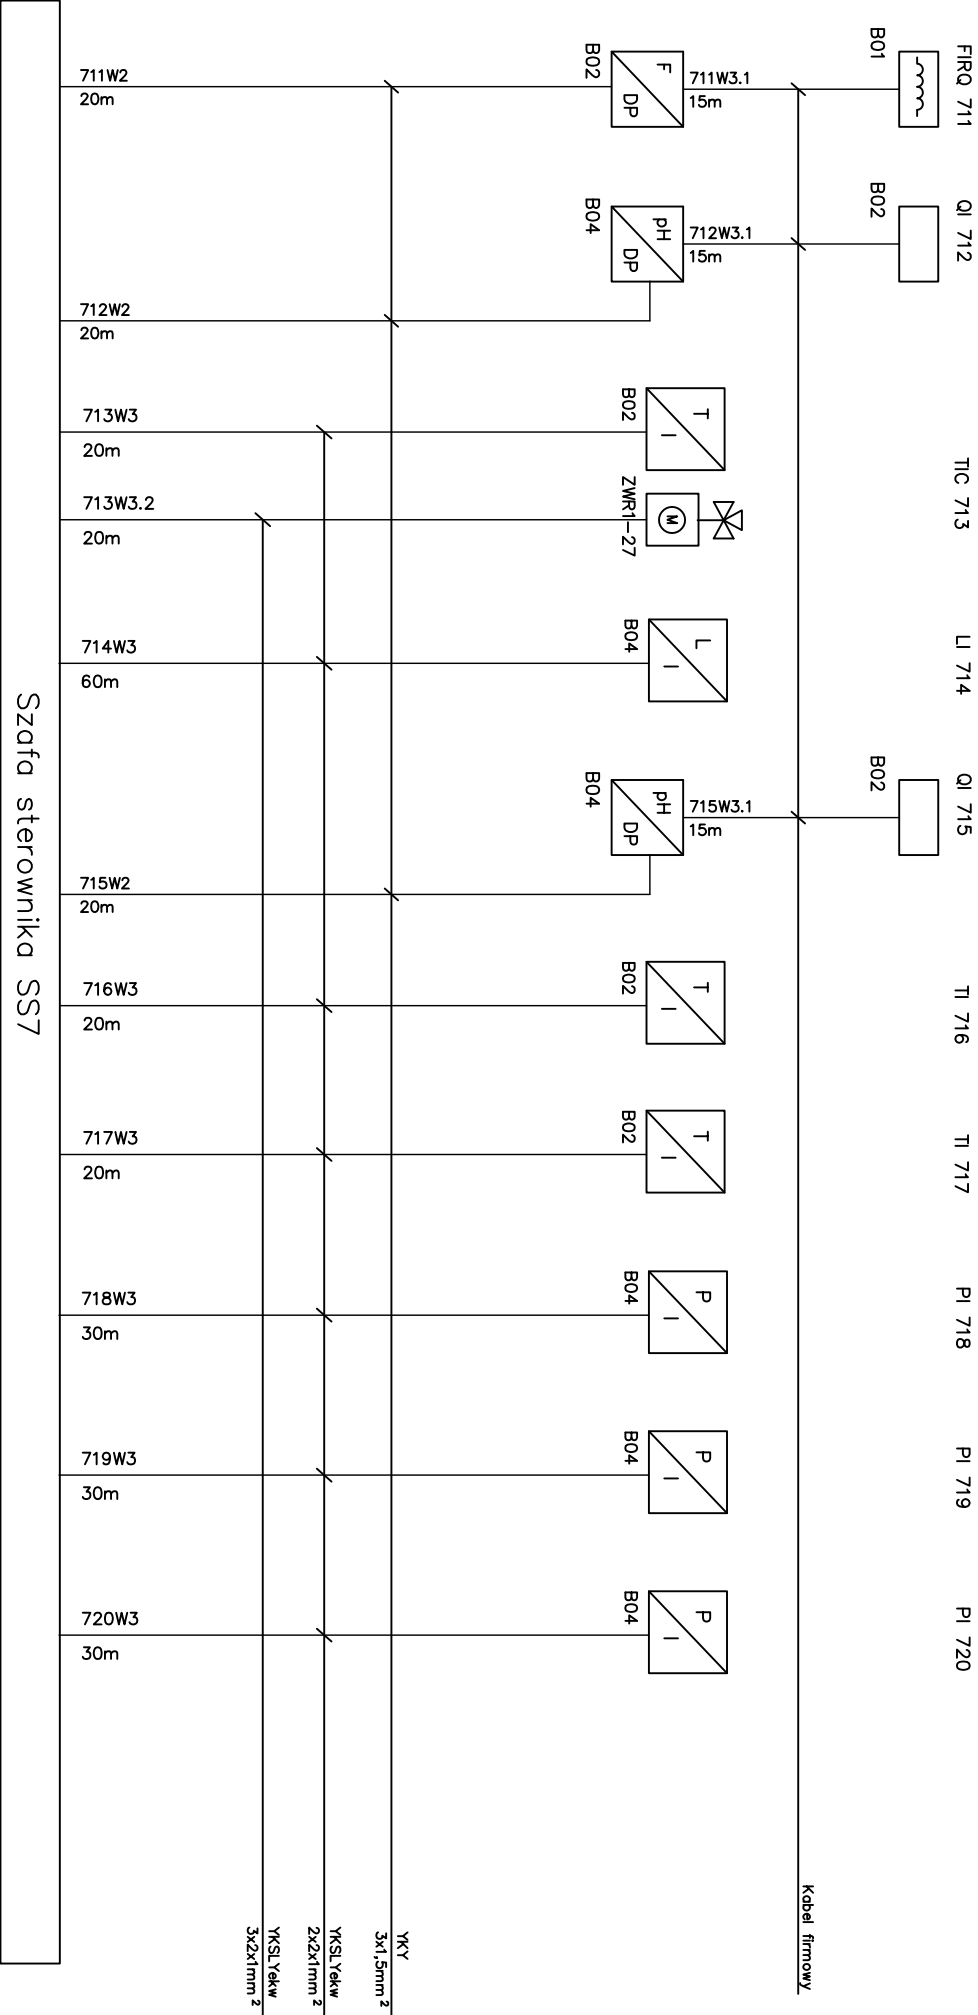 FIRQ 711
B01
711W3.1
15m
F
DP
B02
711W2
20m
QI 712
B02
712W3.1
15m
pH
DP
B04
712W2
20m
TIC 713
T
I
B02
713W3
20m
M
ZWR1-27
713W3.2
20m
LI 714
L
I
B04
714W3
60m
QI 715
B02
715W3.1
15m
pH
DP
B04
715W2
20m
TI 716
T
I
B02
716W3
20m
TI 717
T
I
B02
717W3
20m
PI 718
P
I
B04
718W3
30m
PI 719
P
I
B04
719W3
30m
PI 720
P
I
B04
720W3
30m
Kabel firmowy
YKY
3x1,5mm²
YKSLYekw
2x2x1mm²
YKSLYekw
3x2x1mm²
Szafa sterownika SS7